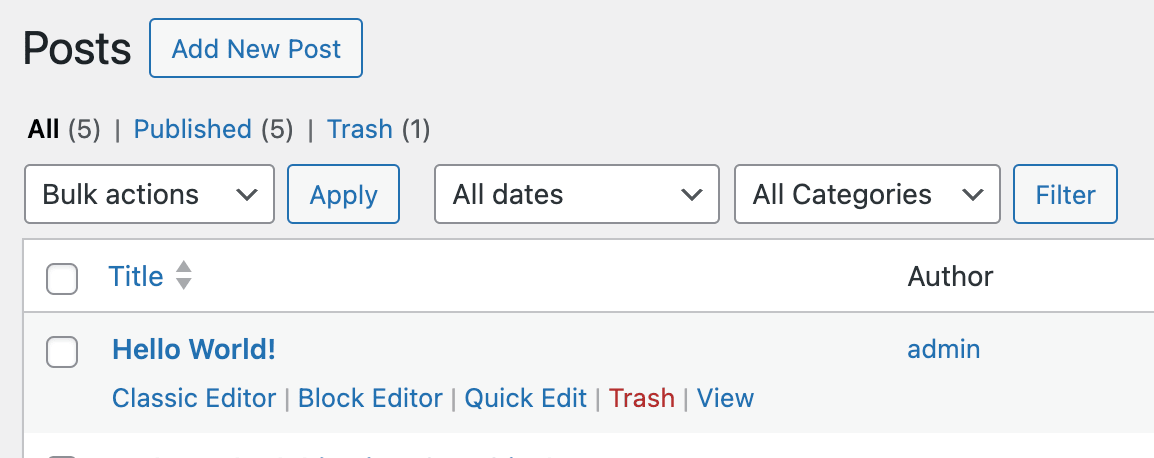 Posts Add New Post
All (5) | Published (5) | Trash (1)
Bulk actions Apply All dates All Categories Filter
Title Author
Hello World! admin
Classic Editor | Block Editor | Quick Edit | Trash | View